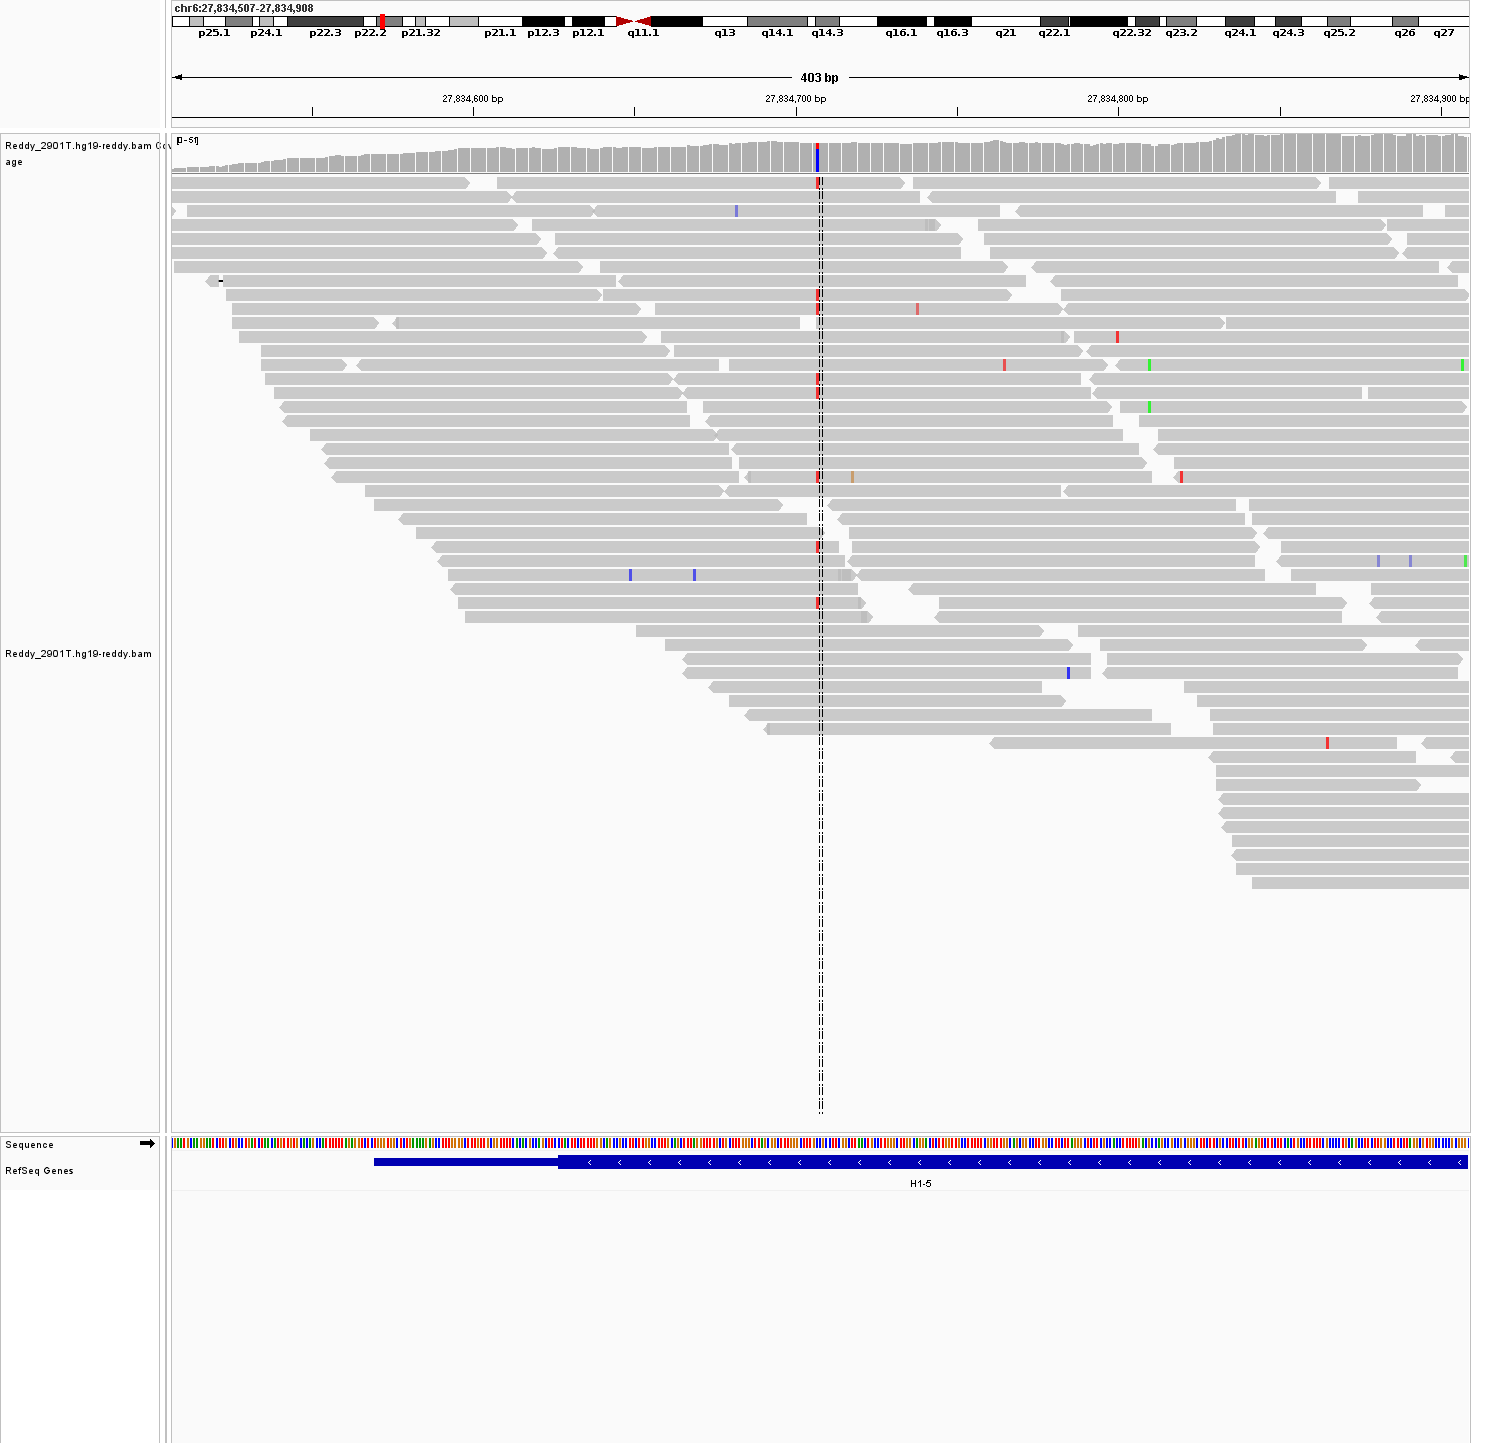 chr6:27,834,507-27,834,908
p25.1 p24.1 p22.3 p22.2 p21.32 p21.1 p12.3 p12.1 q11.1 q13 q14.1 q14.3 q16.1 q16.3 q21 q22.1 q22.32 q23.2 q24.1 q24.3 q25.2 q26 q27
403 bp
27,834,600 bp 27,834,700 bp 27,834,800 bp 27,834,900 bp
[0-51]
Reddy_2901T.hg19-reddy.bam Cov
age
Reddy_2901T.hg19-reddy.bam
Sequence
RefSeq Genes
H1-5